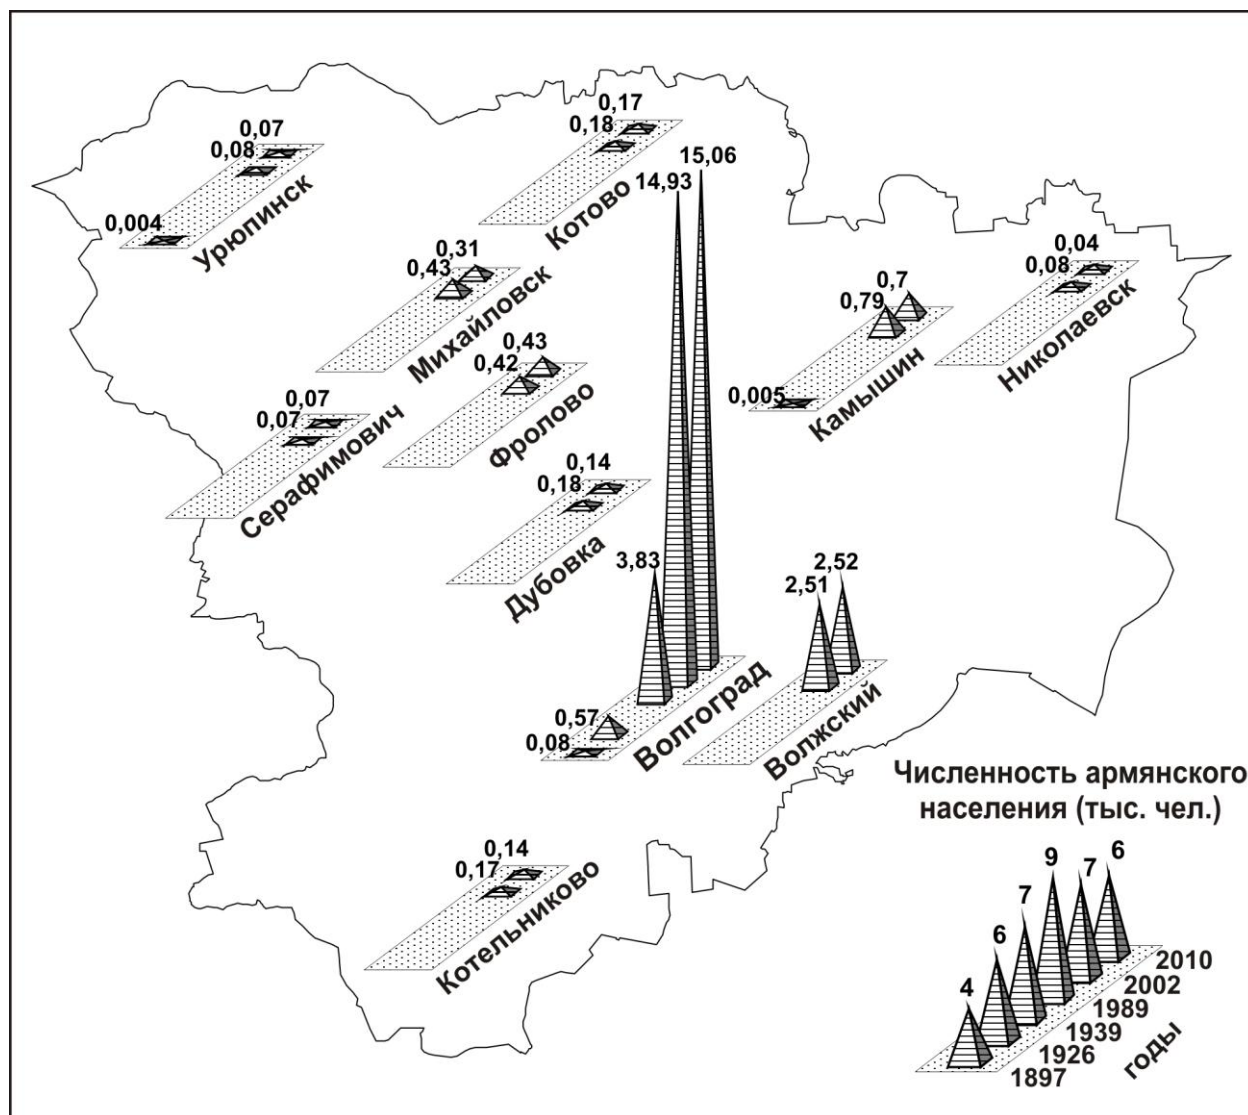 0,07
0,08
0,004
Урюпинск
0,17
0,18
Котово
15,06
14,93
3,83
0,57
0,08
Волгоград
0,31
0,43
Михайловск
0,7
0,79
0,005
Камышин
0,04
0,08
Николаевск
0,43
0,42
Фролово
0,07
0,07
Серафимович
0,14
0,18
Дубовка
2,52
2,51
Волжский
0,14
0,17
Котельниково
Численность армянского
населения (тыс. чел.)
4
6
7
9
7
6
2010
2002
1989
1939
1926
1897
годы